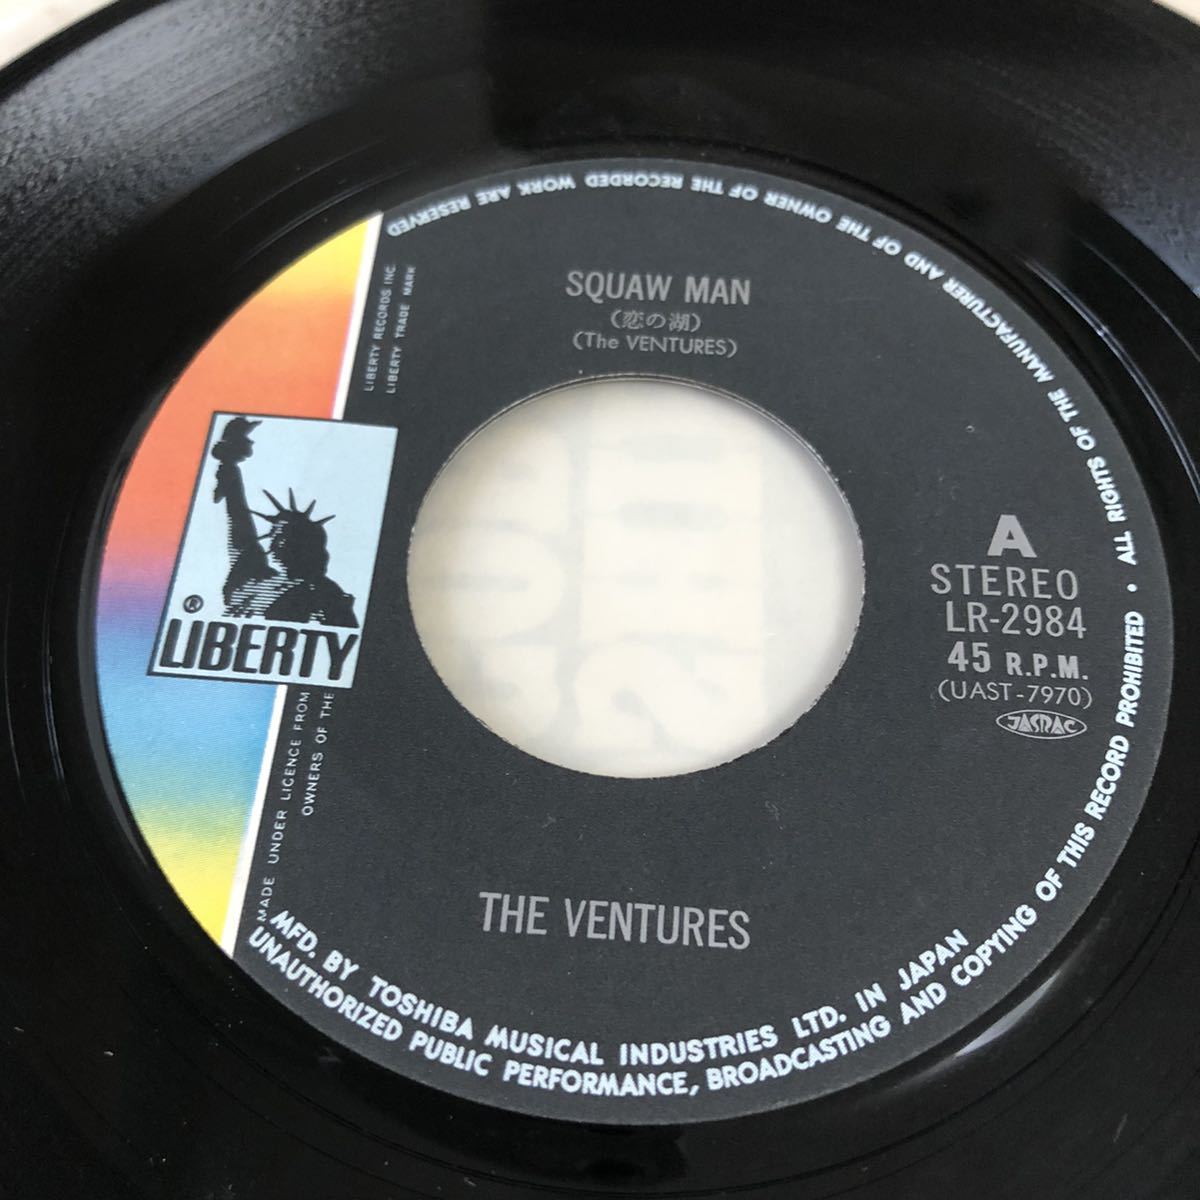 SQUAW MAN
(恋の湖)
(The VENTURES)
LIBERTY RECORDS INC.
LIBERTY TRADE MARK
® LIBERTY
MADE UNDER LICENCE FROM
OWNERS OF THE
A
STEREO
LR-2984
45 R.P.M.
(UAST-7970)
JASRAC
THE VENTURES
MFD. BY TOSHIBA MUSICAL INDUSTRIES LTD. IN JAPAN
UNAUTHORIZED PUBLIC PERFORMANCE, BROADCASTING AND COPYING OF THIS RECORD PROHIBITED • ALL RIGHTS OF THE MANUFACTURER AND OF THE OWNER OF THE RECORDED WORK ARE RESERVED